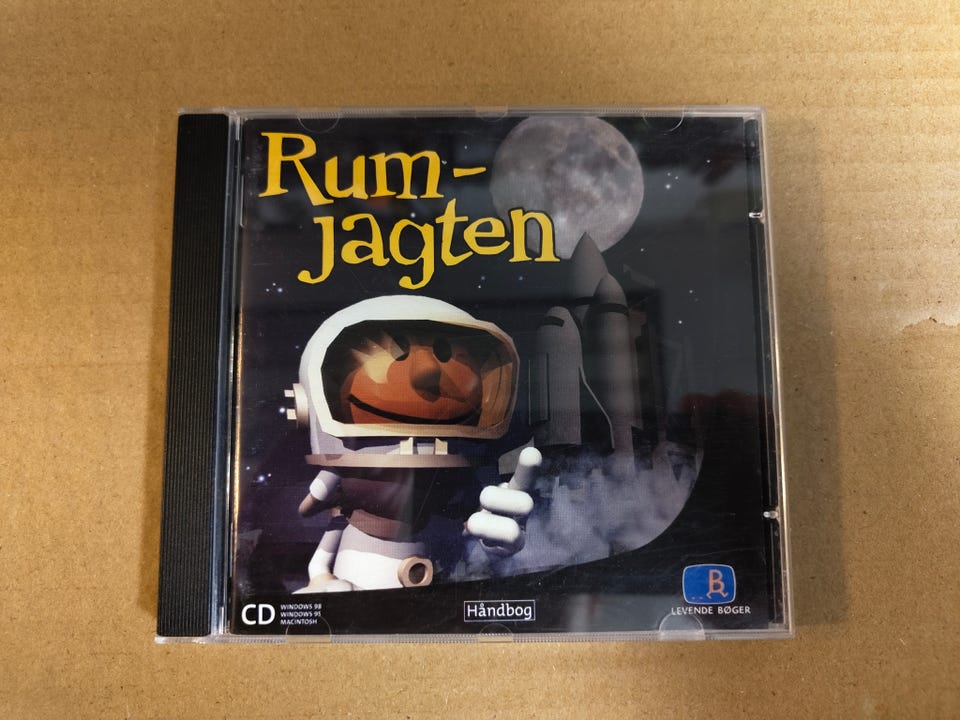 Rum-
jagten
CD
WINDOWS 98
WINDOWS 95
MACINTOSH
Håndbog
B
LEVENDE BØGER